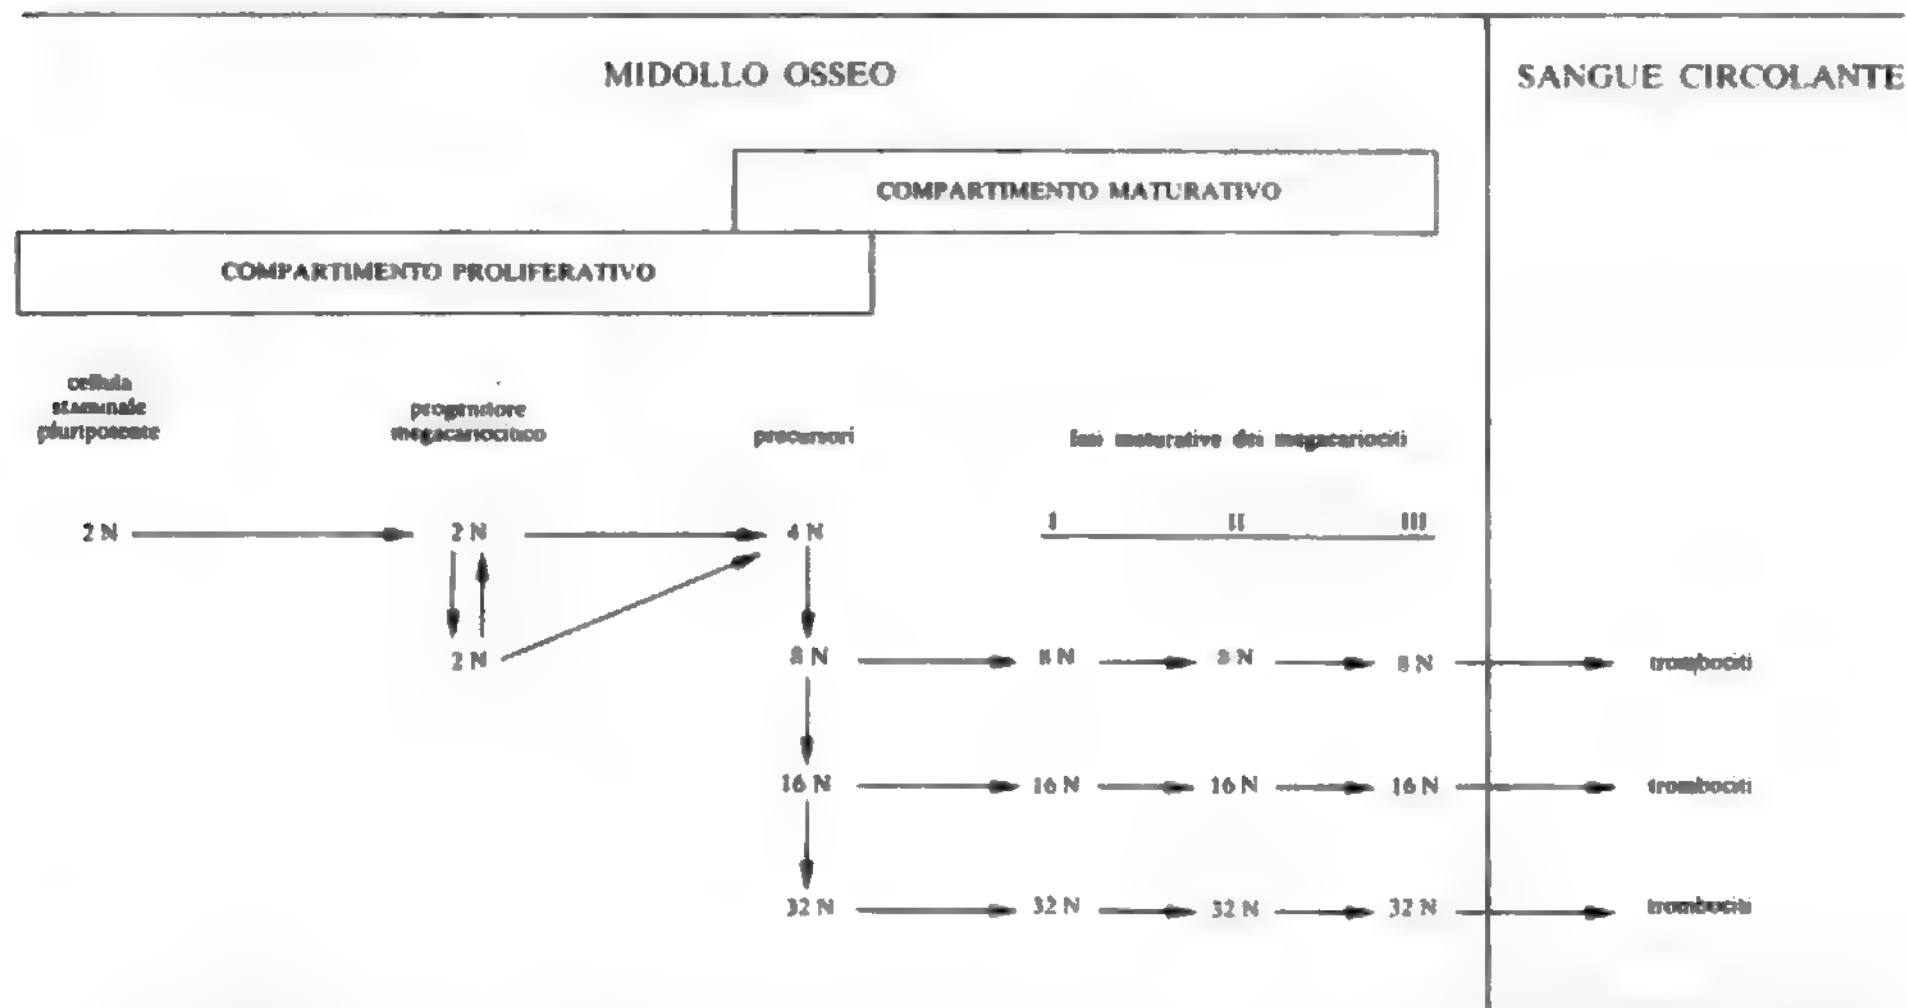 MIDOLLO OSSEO
SANGUE CIRCOLANTE
COMPARTIMENTO MATURATIVO
COMPARTIMENTO PROLIFERATIVO
cellula
staminale
pluripotente
progenitore
megacariocitico
precursori
fasi maturative dei megacariociti
2 N
2 N
4 N
I
II
III
2 N
8 N
8 N
8 N
8 N
trombociti
16 N
16 N
16 N
16 N
trombociti
32 N
32 N
32 N
32 N
trombociti